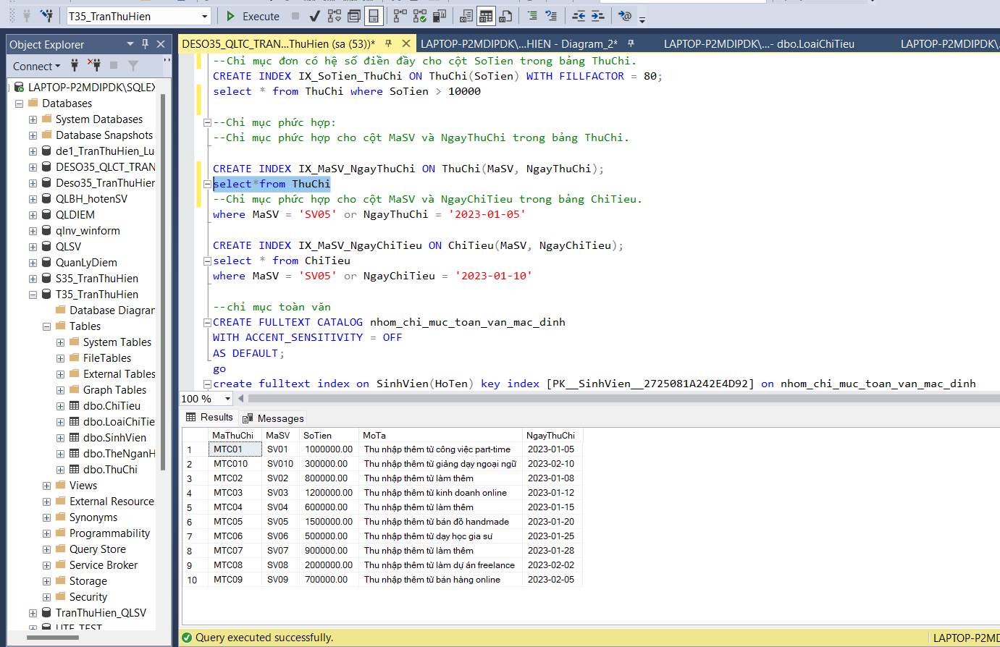 T35_TranThuHien
Execute
Object Explorer
Connect
LAPTOP-P2MDIPDK\SQLEX
Databases
System Databases
Database Snapshots
de1_TranThuHien_Lu
DESO35_QLCT_TRAN
Deso35_TranThuHier
QLBH_hotenSV
QLDIEM
qlnv_winform
QLSV
QuanLyDiem
S35_TranThuHien
T35_TranThuHien
Database Diagran
Tables
System Tables
FileTables
External Tables
Graph Tables
dbo.ChiTieu
dbo.LoaiChiTie
dbo.SinhVien
dbo.TheNganH
dbo.ThuChi
Views
External Resource
Synonyms
Programmability
Query Store
Service Broker
Storage
Security
TranThuHien_QLSV
UTE_TEST
DESO35_QLTC_TRAN...ThuHien (sa (53))*
LAPTOP-P2MDIPDK\...HIEN - Diagram_2*
LAPTOP-P2MDIPDK\...- dbo.LoaiChiTieu
LAPTOP-P2MDIPDK\.
--Chỉ mục đơn có hệ số điền đầy cho cột SoTien trong bảng ThuChi.
CREATE INDEX IX_SoTien_ThuChi ON ThuChi(SoTien) WITH FILLFACTOR = 80;
select * from ThuChi where SoTien > 10000
--Chỉ mục phức hợp:
--Chỉ mục phức hợp cho cột MaSV và NgayThuChi trong bảng ThuChi.
CREATE INDEX IX_MaSV_NgayThuChi ON ThuChi(MaSV, NgayThuChi);
select*from ThuChi
--Chỉ mục phức hợp cho cột MaSV và NgayChiTieu trong bảng ChiTieu.
where MaSV = 'SV05' or NgayThuChi = '2023-01-05'
CREATE INDEX IX_MaSV_NgayChiTieu ON ChiTieu(MaSV, NgayChiTieu);
select * from ChiTieu
where MaSV = 'SV05' or NgayChiTieu = '2023-01-10'
--chỉ mục toàn văn
CREATE FULLTEXT CATALOG nhom_chi_muc_toan_van_mac_dinh
WITH ACCENT_SENSITIVITY = OFF
AS DEFAULT;
go
create fulltext index on SinhVien(HoTen) key index [PK__SinhVien__2725081A242E4D92] on nhom_chi_muc_toan_van_mac_dinh
100 %
Results Messages
MaThuChi MaSV SoTien MoTa NgayThuChi
1 MTC01 SV01 1000000.00 Thu nhập thêm từ công việc part-time 2023-01-05
2 MTC010 SV010 300000.00 Thu nhập thêm từ giảng dạy ngoại ngữ 2023-02-10
3 MTC02 SV02 800000.00 Thu nhập thêm từ làm thêm 2023-01-08
4 MTC03 SV03 1200000.00 Thu nhập thêm từ kinh doanh online 2023-01-12
5 MTC04 SV04 600000.00 Thu nhập thêm từ làm thêm 2023-01-15
6 MTC05 SV05 1500000.00 Thu nhập thêm từ bán đồ handmade 2023-01-20
7 MTC06 SV06 500000.00 Thu nhập thêm từ dạy học gia sư 2023-01-25
8 MTC07 SV07 900000.00 Thu nhập thêm từ làm thêm 2023-01-28
9 MTC08 SV08 2000000.00 Thu nhập thêm từ làm dự án freelance 2023-02-02
10 MTC09 SV09 700000.00 Thu nhập thêm từ bán hàng online 2023-02-05
Query executed successfully.
LAPTOP-P2MD